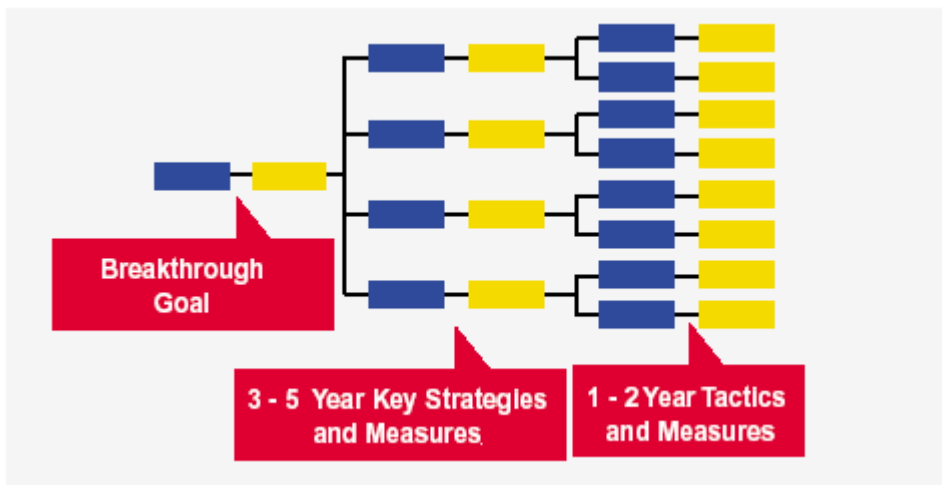 Breakthrough
Goal
3 - 5 Year Key Strategies
and Measures
1 - 2 Year Tactics
and Measures